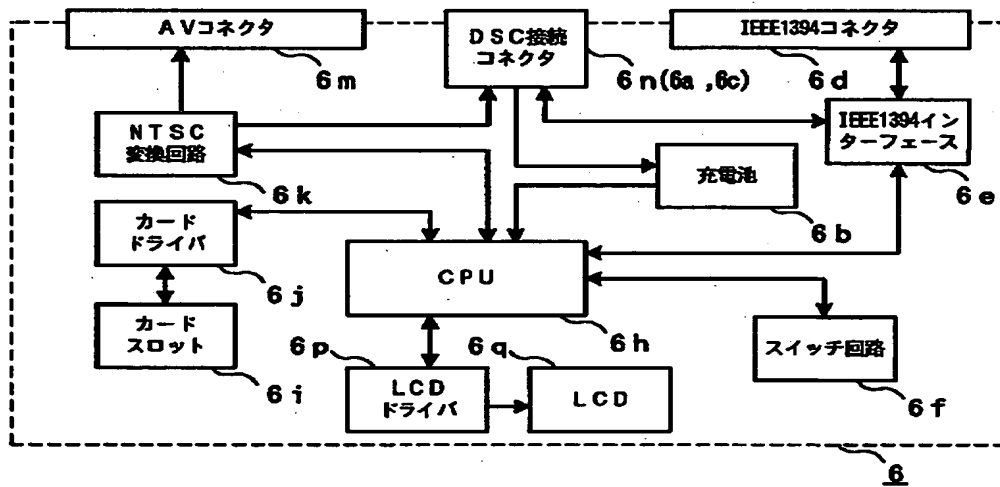 AVコネクタ
6m
DSC接続
コネクタ
6n(6a ,6c)
IEEE1394コネクタ
6d
NTSC
変換回路
6k
IEEE1394イン
ターフェース
6e
充電池
6b
カード
ドライバ
6j
CPU
6h
カード
スロット
6i
スイッチ回路
6f
6p
LCD
ドライバ
6q
LCD
6